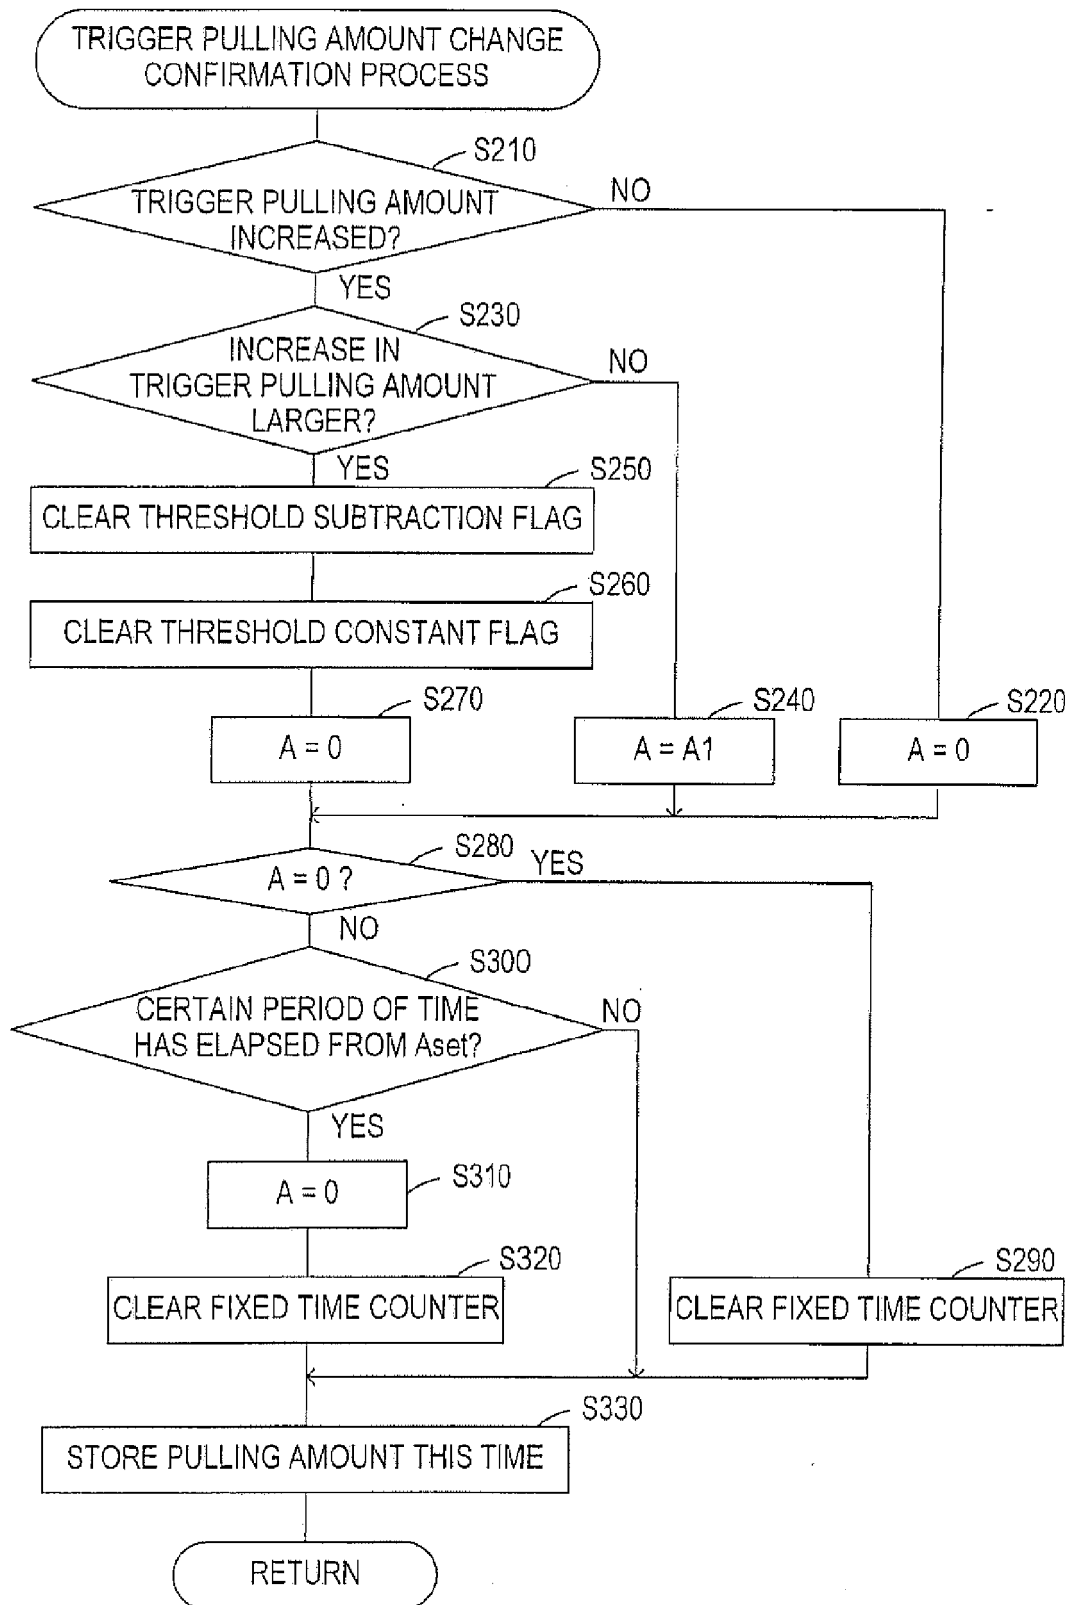 TRIGGER PULLING AMOUNT CHANGE
CONFIRMATION PROCESS
S210
TRIGGER PULLING AMOUNT
INCREASED?
NO
YES
S230
INCREASE IN
TRIGGER PULLING AMOUNT
LARGER?
NO
YES
S250
CLEAR THRESHOLD SUBTRACTION FLAG
S260
CLEAR THRESHOLD CONSTANT FLAG
S270
A = 0
S240
A = A1
S220
A = 0
S280
A = 0 ?
YES
NO
S300
CERTAIN PERIOD OF TIME
HAS ELAPSED FROM Aset?
NO
YES
S310
A = 0
S320
CLEAR FIXED TIME COUNTER
S290
CLEAR FIXED TIME COUNTER
S330
STORE PULLING AMOUNT THIS TIME
RETURN